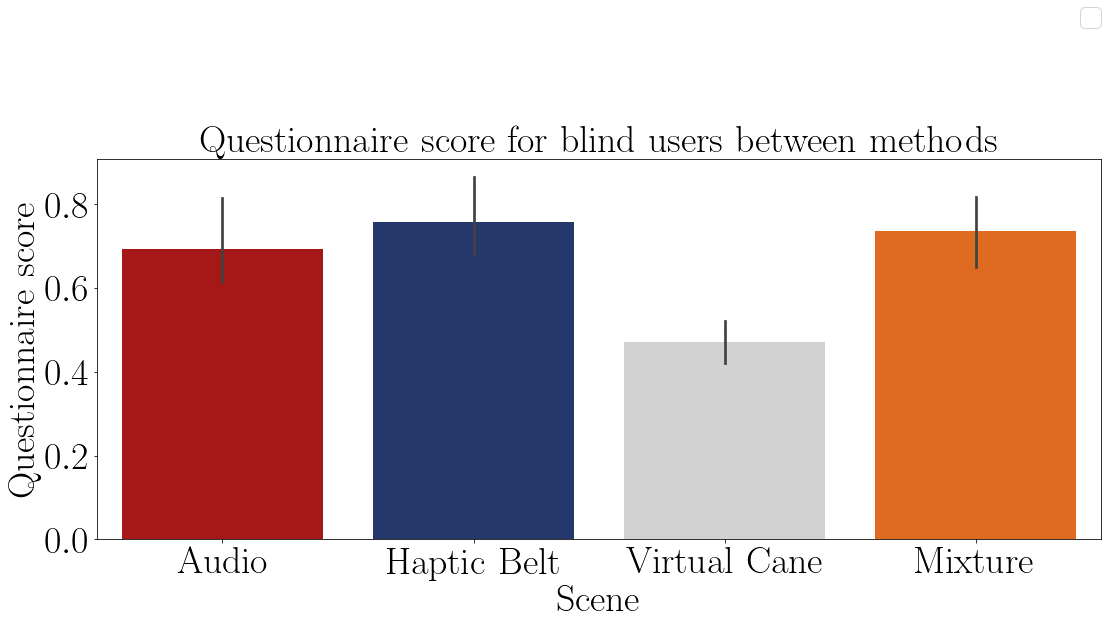 Questionnaire score for blind users between methods
Questionnaire score
0.8
0.6
0.4
0.2
0.0
Audio
Haptic Belt
Virtual Cane
Mixture
Scene